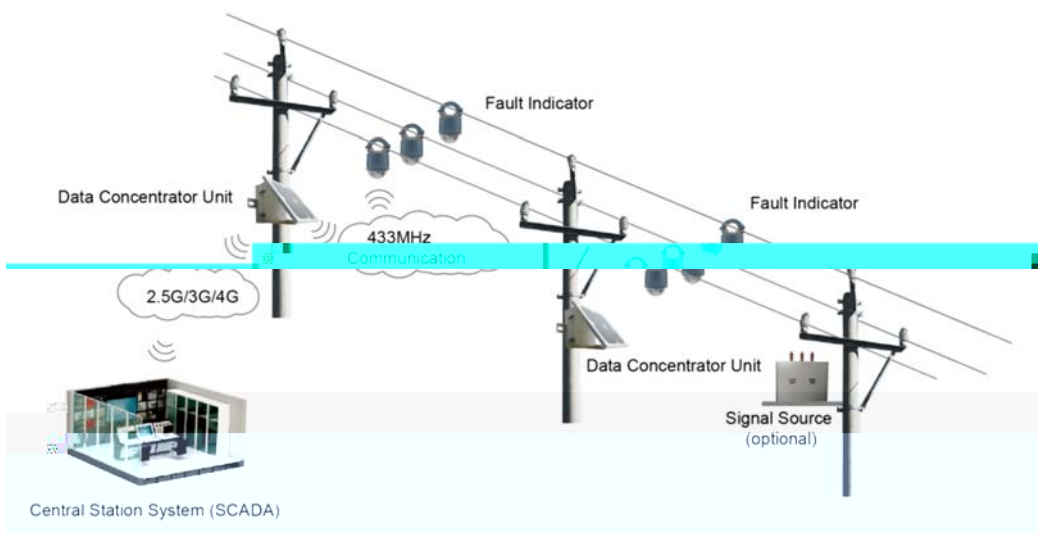 Fault Indicator
Data Concentrator Unit
Fault Indicator
433MHz
Communication
2.5G/3G/4G
Data Concentrator Unit
Signal Source
(optional)
Central Station System (SCADA)